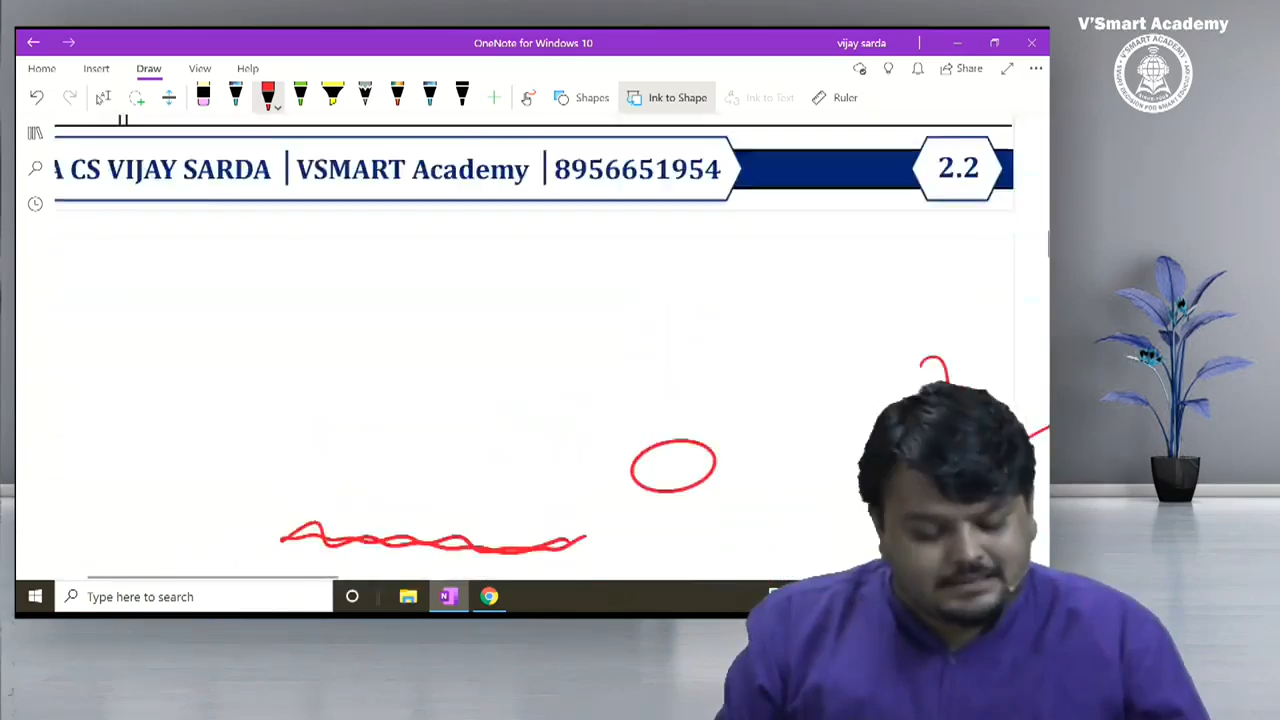 V'Smart Academy
OneNote for Windows 10
vijay sarda
Home Insert Draw View Help
Share
Shapes Ink to Shape Ink to Text Ruler
A CS VIJAY SARDA | VSMART Academy | 8956651954
2.2
Type here to search